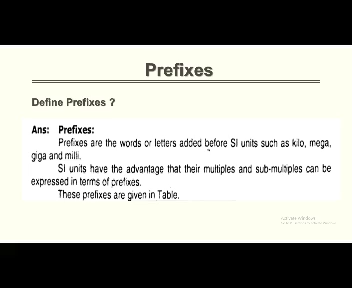 Prefixes
Define Prefixes ?
Ans: Prefixes:
Prefixes are the words or letters added before SI units such as kilo, mega,
giga and milli.
SI units have the advantage that their multiples and sub-multiples can be
expressed in terms of prefixes.
These prefixes are given in Table.
Activate Windows